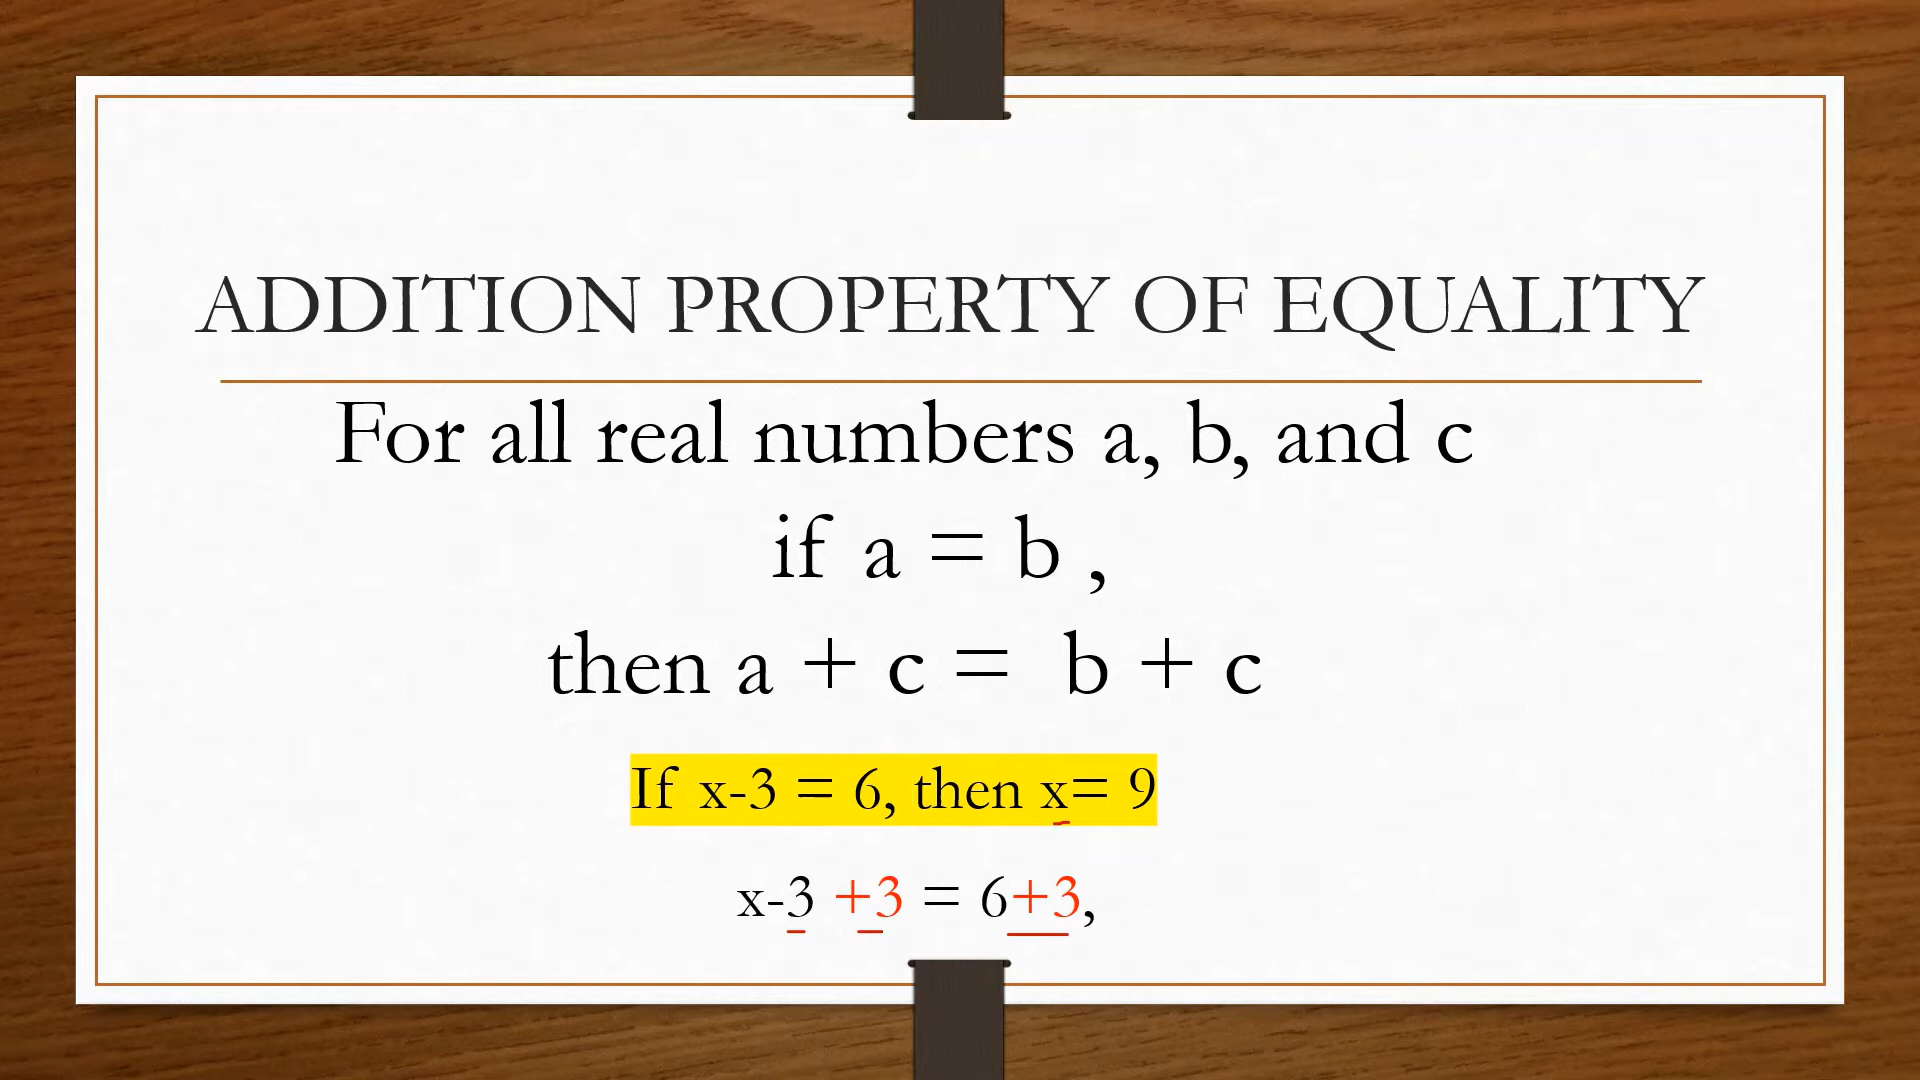 ADDITION PROPERTY OF EQUALITY
For all real numbers a, b, and c
if a = b ,
then a + c = b + c
If x-3 = 6, then x= 9
x-3 +3 = 6+3,